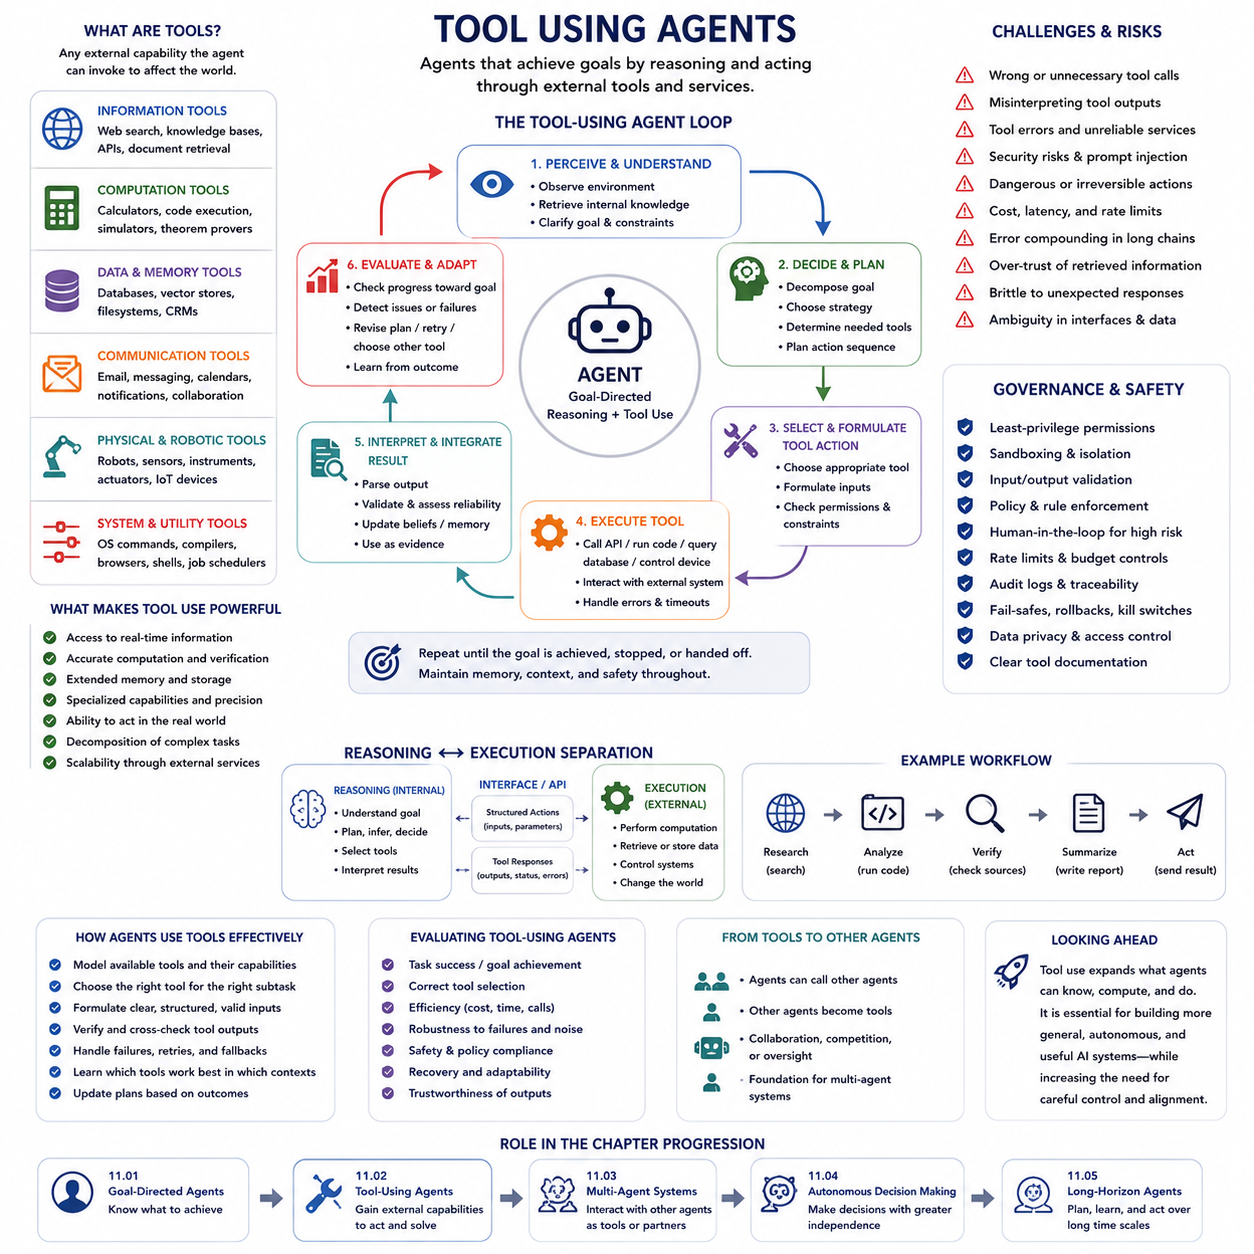 TOOL USING AGENTS
Agents that achieve goals by reasoning and acting
through external tools and services.
WHAT ARE TOOLS?
Any external capability the agent
can invoke to affect the world.
INFORMATION TOOLS
Web search, knowledge bases,
APIs, document retrieval
COMPUTATION TOOLS
Calculators, code execution,
simulators, theorem provers
DATA & MEMORY TOOLS
Databases, vector stores,
filesystems, CRMs
COMMUNICATION TOOLS
Email, messaging, calendars,
notifications, collaboration
PHYSICAL & ROBOTIC TOOLS
Robots, sensors, instruments,
actuators, IoT devices
SYSTEM & UTILITY TOOLS
OS commands, compilers,
browsers, shells, job schedulers
WHAT MAKES TOOL USE POWERFUL
Access to real-time information
Accurate computation and verification
Extended memory and storage
Specialized capabilities and precision
Ability to act in the real world
Decomposition of complex tasks
Scalability through external services
THE TOOL-USING AGENT LOOP
1. PERCEIVE & UNDERSTAND
• Observe environment
• Retrieve internal knowledge
• Clarify goal & constraints
2. DECIDE & PLAN
• Decompose goal
• Choose strategy
• Determine needed tools
• Plan action sequence
3. SELECT & FORMULATE
TOOL ACTION
• Choose appropriate tool
• Formulate inputs
• Check permissions &
constraints
4. EXECUTE TOOL
• Call API / run code / query
database / control device
• Interact with external system
• Handle errors & timeouts
5. INTERPRET & INTEGRATE
RESULT
• Parse output
• Validate & assess reliability
• Update beliefs / memory
• Use as evidence
6. EVALUATE & ADAPT
• Check progress toward goal
• Detect issues or failures
• Revise plan / retry /
choose other tool
• Learn from outcome
AGENT
Goal-Directed
Reasoning + Tool Use
Repeat until the goal is achieved, stopped, or handed off.
Maintain memory, context, and safety throughout.
CHALLENGES & RISKS
Wrong or unnecessary tool calls
Misinterpreting tool outputs
Tool errors and unreliable services
Security risks & prompt injection
Dangerous or irreversible actions
Cost, latency, and rate limits
Error compounding in long chains
Over-trust of retrieved information
Brittle to unexpected responses
Ambiguity in interfaces & data
GOVERNANCE & SAFETY
Least-privilege permissions
Sandboxing & isolation
Input/output validation
Policy & rule enforcement
Human-in-the-loop for high risk
Rate limits & budget controls
Audit logs & traceability
Fail-safes, rollbacks, kill switches
Data privacy & access control
Clear tool documentation
REASONING ↔ EXECUTION SEPARATION
REASONING (INTERNAL)
• Understand goal
• Plan, infer, decide
• Select tools
• Interpret results
INTERFACE / API
Structured Actions
(inputs, parameters)
Tool Responses
(outputs, status, errors)
EXECUTION
(EXTERNAL)
• Perform computation
• Retrieve or store data
• Control systems
• Change the world
EXAMPLE WORKFLOW
Research
(search)
Analyze
(run code)
Verify
(check sources)
Summarize
(write report)
Act
(send result)
HOW AGENTS USE TOOLS EFFECTIVELY
Model available tools and their capabilities
Choose the right tool for the right subtask
Formulate clear, structured, valid inputs
Verify and cross-check tool outputs
Handle failures, retries, and fallbacks
Learn which tools work best in which contexts
Update plans based on outcomes
EVALUATING TOOL-USING AGENTS
Task success / goal achievement
Correct tool selection
Efficiency (cost, time, calls)
Robustness to failures and noise
Safety & policy compliance
Recovery and adaptability
Trustworthiness of outputs
FROM TOOLS TO OTHER AGENTS
• Agents can call other agents
• Other agents become tools
• Collaboration, competition,
or oversight
• Foundation for multi-agent
systems
LOOKING AHEAD
Tool use expands what agents
can know, compute, and do.
It is essential for building more
general, autonomous, and
useful AI systems—while
increasing the need for
careful control and alignment.
ROLE IN THE CHAPTER PROGRESSION
11.01
Goal-Directed Agents
Know what to achieve
11.02
Tool-Using Agents
Gain external capabilities
to act and solve
11.03
Multi-Agent Systems
Interact with other agents
as tools or partners
11.04
Autonomous Decision Making
Make decisions with greater
independence
11.05
Long-Horizon Agents
Plan, learn, and act over
long time scales